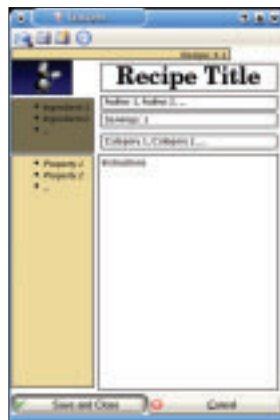 Recipe Title
Ingredient 1
Ingredient 2
...
Author 1, Author 2, ...
Servings: 1
Category 1, Category 2, ...
Property 1
Property 2
...
Instructions
Save and Close
Cancel